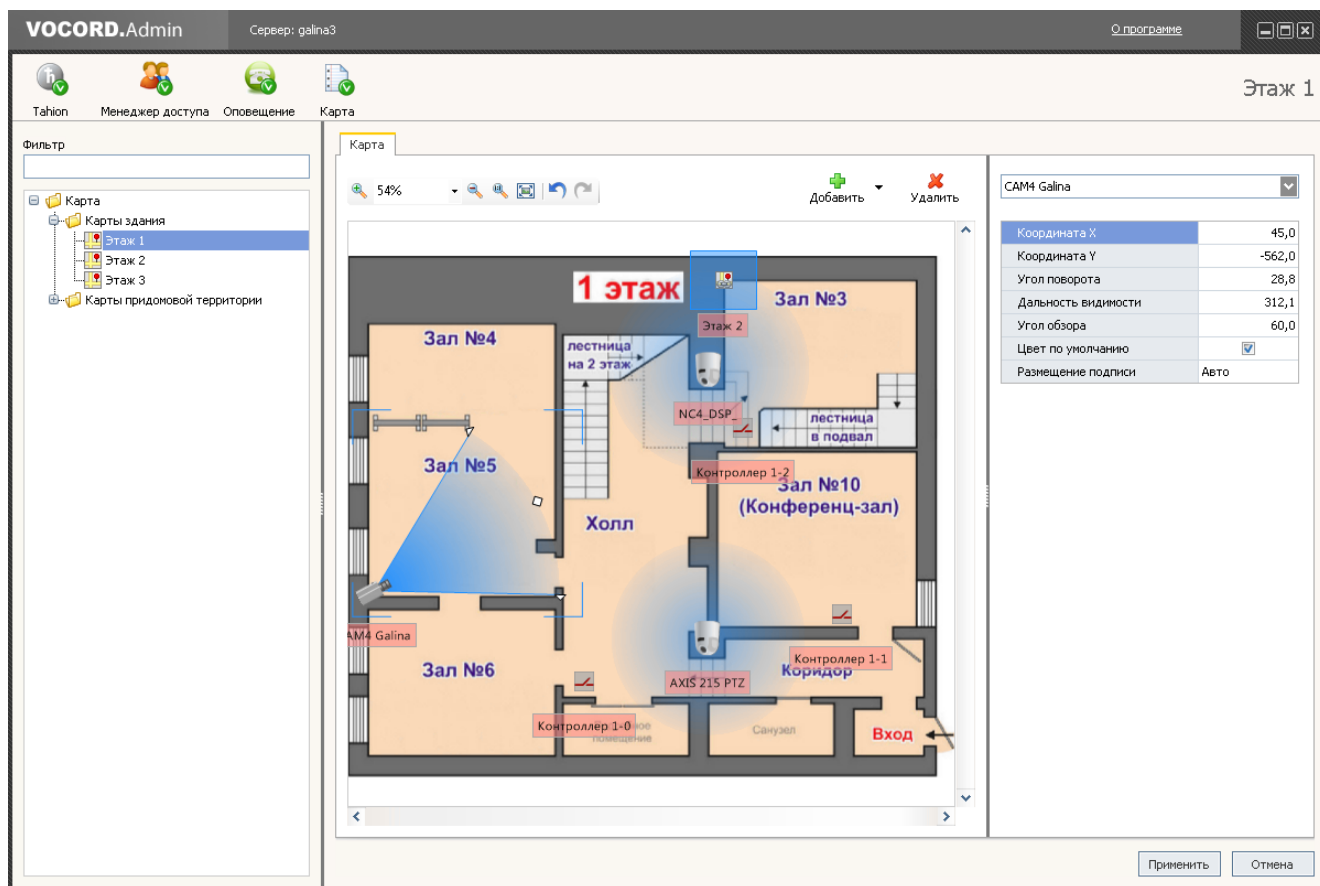 VOCORD.Admin
Сервер: galina3
О программе
Tahion
Менеджер доступа
Оповещение
Карта
Этаж 1
Фильтр
Карта
Карты здания
Этаж 1
Этаж 2
Этаж 3
Карты придомовой территории
Карта
54%
Добавить
Удалить
1 этаж
Зал №3
Этаж 2
Зал №4
лестница
на 2 этаж
NC4_DSP_
лестница
в подвал
Зал №5
Контроллер 1-2
Зал №10
(Конференц-зал)
Холл
AM4 Galina
Зал №6
Контроллер 1-1
Коридор
AXIS 215 PTZ
Контроллер 1-0
помещение
Санузел
Вход
CAM4 Galina
Координата X 45,0
Координата Y -562,0
Угол поворота 28,8
Дальность видимости 312,1
Угол обзора 60,0
Цвет по умолчанию
Размещение подписи Авто
Применить
Отмена